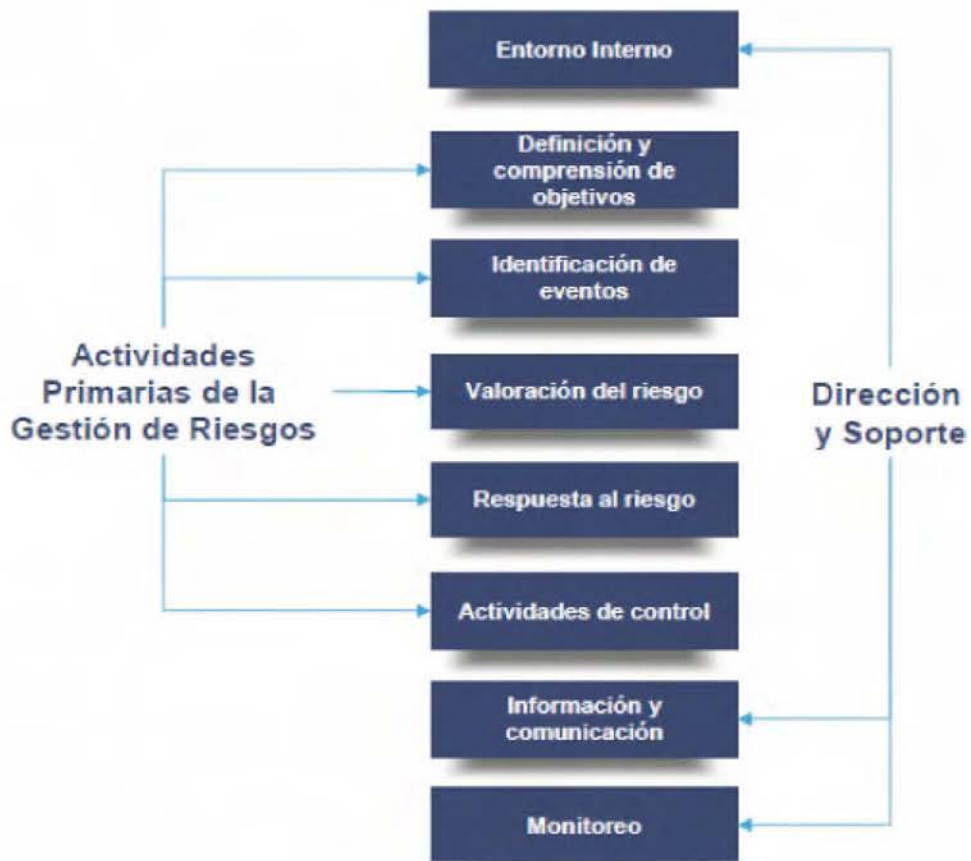 Entorno Interno
Definición y
comprensión de
objetivos
Identificación de
eventos
Actividades
Primarias de la
Gestión de Riesgos
Valoración del riesgo
Dirección
y Soporte
Respuesta al riesgo
Actividades de control
Información y
comunicación
Monitoreo